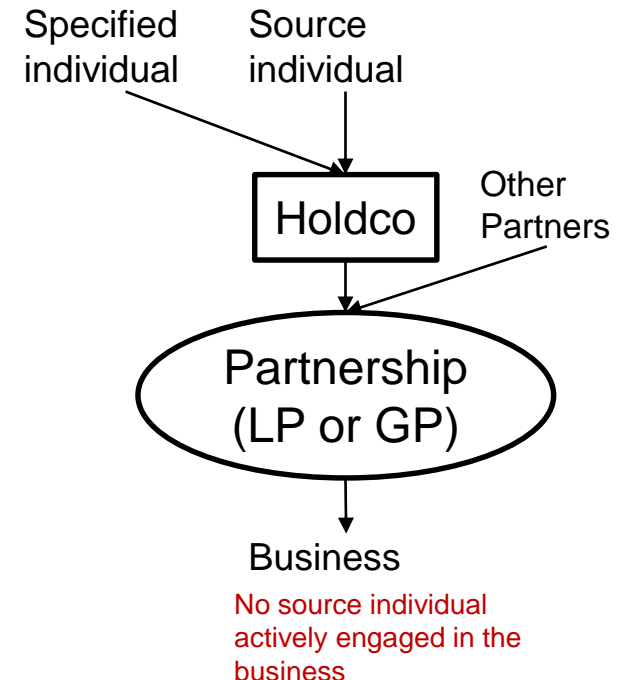 Specified
individual
Source
individual
Holdco
Other
Partners
Partnership
(LP or GP)
Business
No source individual
actively engaged in the
business